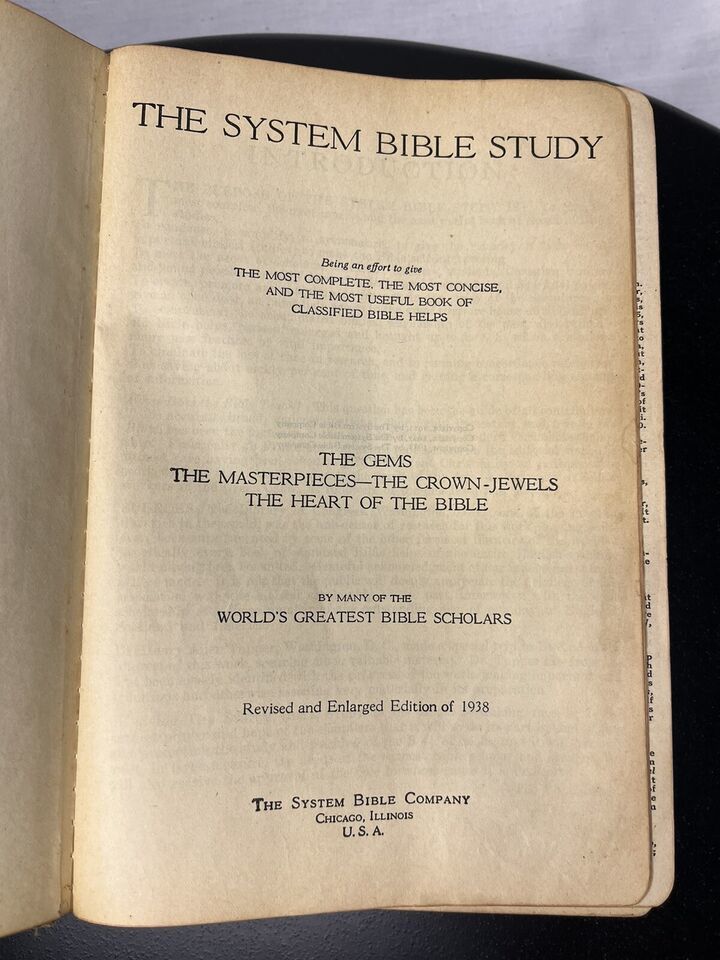 THE SYSTEM BIBLE STUDY
Being an effort to give
THE MOST COMPLETE, THE MOST CONCISE,
AND THE MOST USEFUL BOOK OF
CLASSIFIED BIBLE HELPS
THE GEMS
THE MASTERPIECES—THE CROWN-JEWELS
THE HEART OF THE BIBLE
BY MANY OF THE
WORLD'S GREATEST BIBLE SCHOLARS
Revised and Enlarged Edition of 1938
THE SYSTEM BIBLE COMPANY
CHICAGO, ILLINOIS
U. S. A.